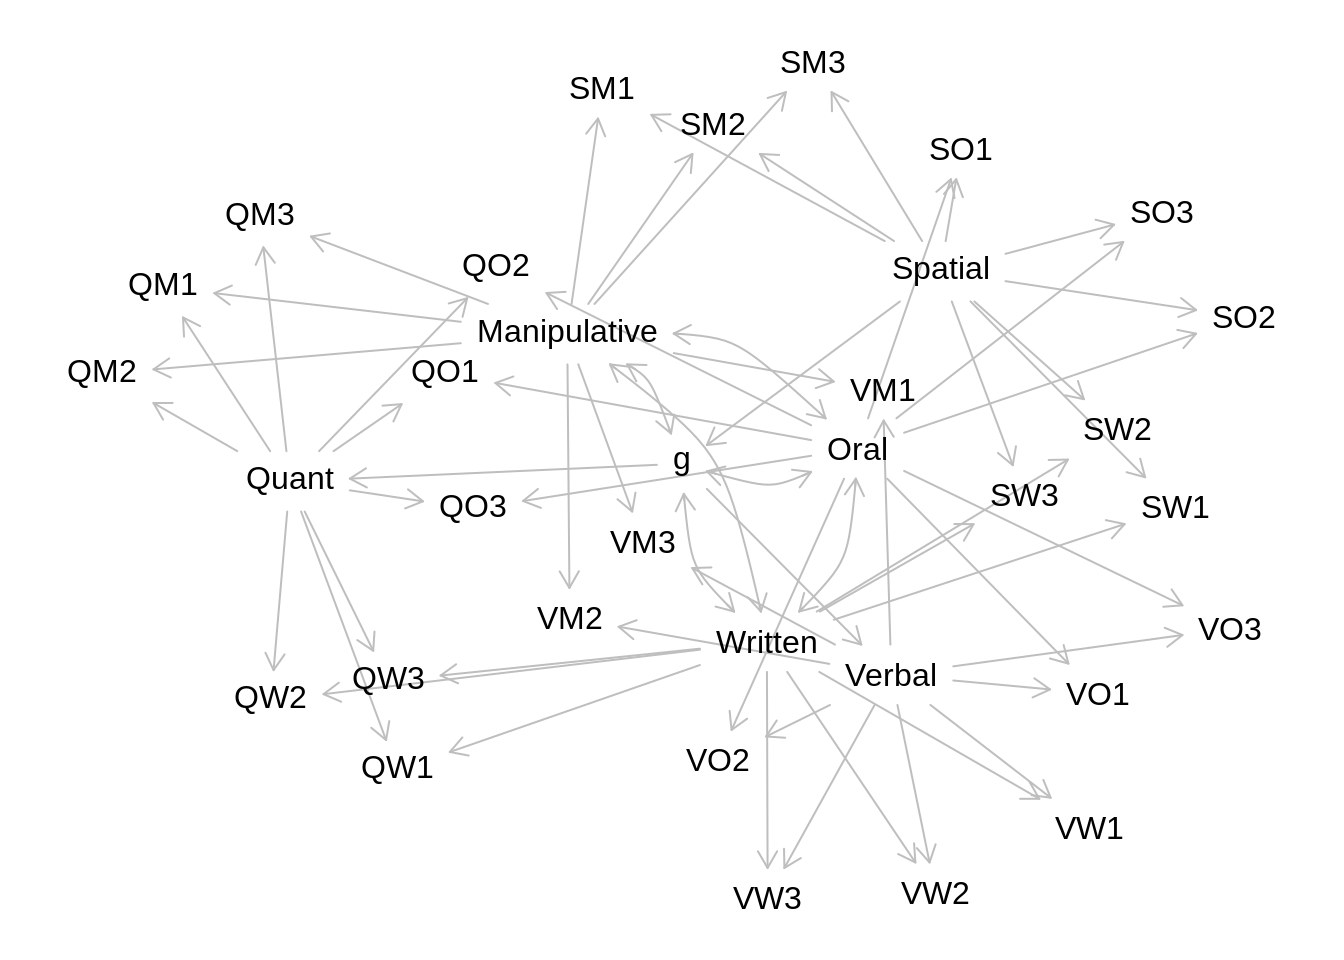 SM3
SM1
SM2
SO1
SO3
QM3
QO2
Spatial
QM1
SO2
Manipulative
QM2
QO1
VM1
SW2
Oral
g
Quant
SW3
QO3
SW1
VM3
VM2
VO3
Written
Verbal
QW3
VO1
QW2
VO2
QW1
VW1
VW2
VW3